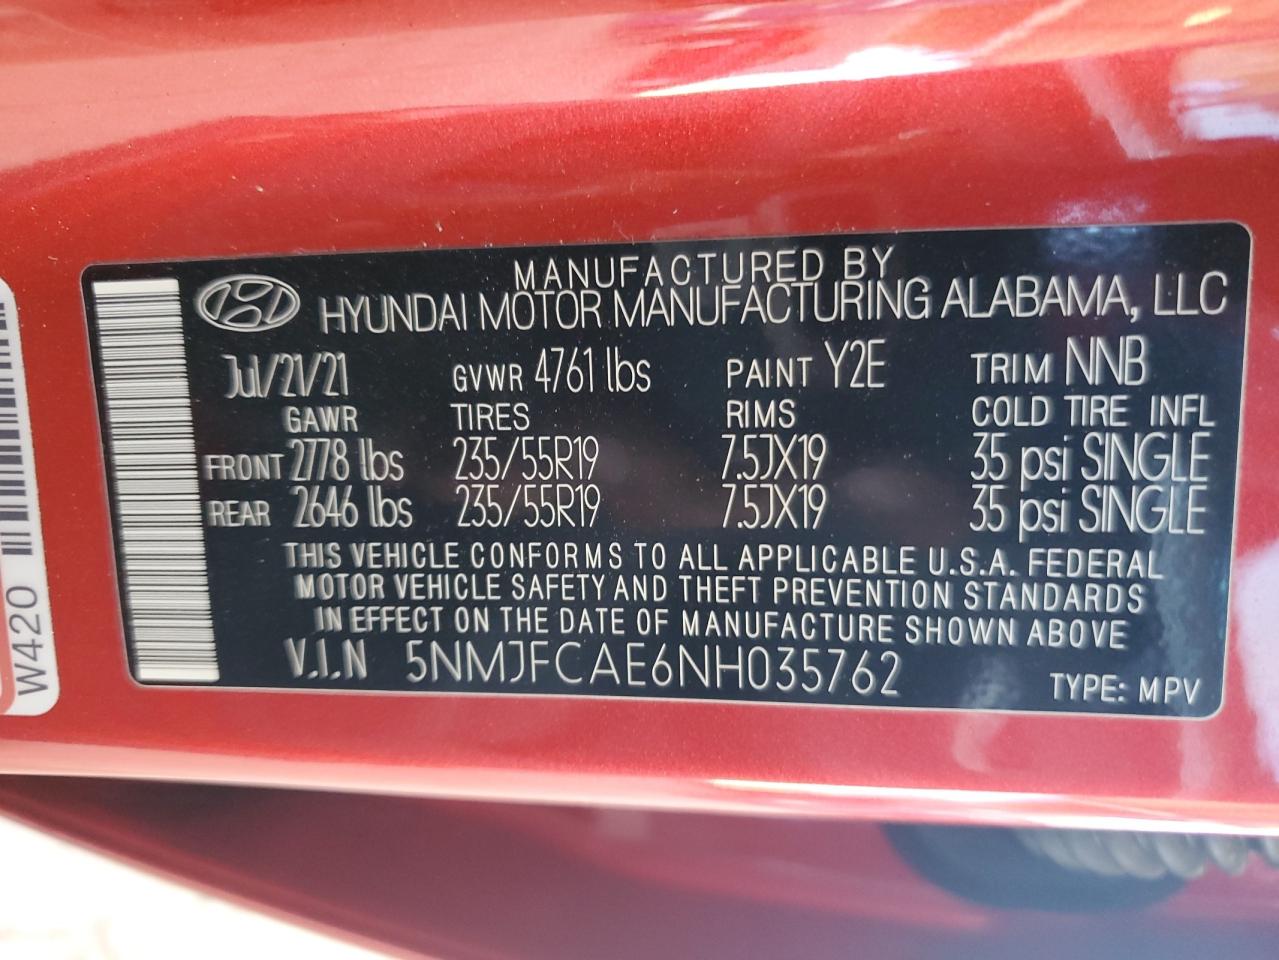 MANUFACTURED BY
HYUNDAI MOTOR MANUFACTURING ALABAMA, LLC
Jul/21/21 GVWR 4761 lbs PAINT Y2E TRIM NNB
GAWR TIRES RIMS COLD TIRE INFL
FRONT 2778 lbs 235/55R19 7.5JX19 35 psi SINGLE
REAR 2646 lbs 235/55R19 7.5JX19 35 psi SINGLE
THIS VEHICLE CONFORMS TO ALL APPLICABLE U.S.A. FEDERAL
MOTOR VEHICLE SAFETY AND THEFT PREVENTION STANDARDS
IN EFFECT ON THE DATE OF MANUFACTURE SHOWN ABOVE
V.I.N 5NMJFCAE6NH035762
TYPE: MPV
W420